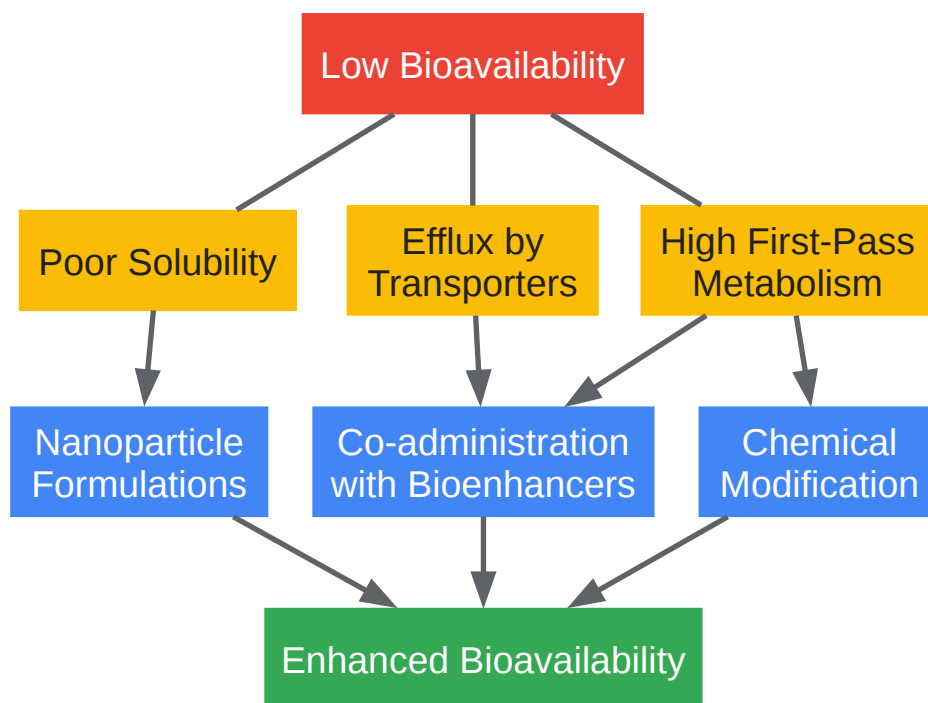 Low Bioavailability
Poor Solubility
Efflux by
Transporters
High First-Pass
Metabolism
Nanoparticle
Formulations
Co-administration
with Bioenhancers
Chemical
Modification
Enhanced Bioavailability